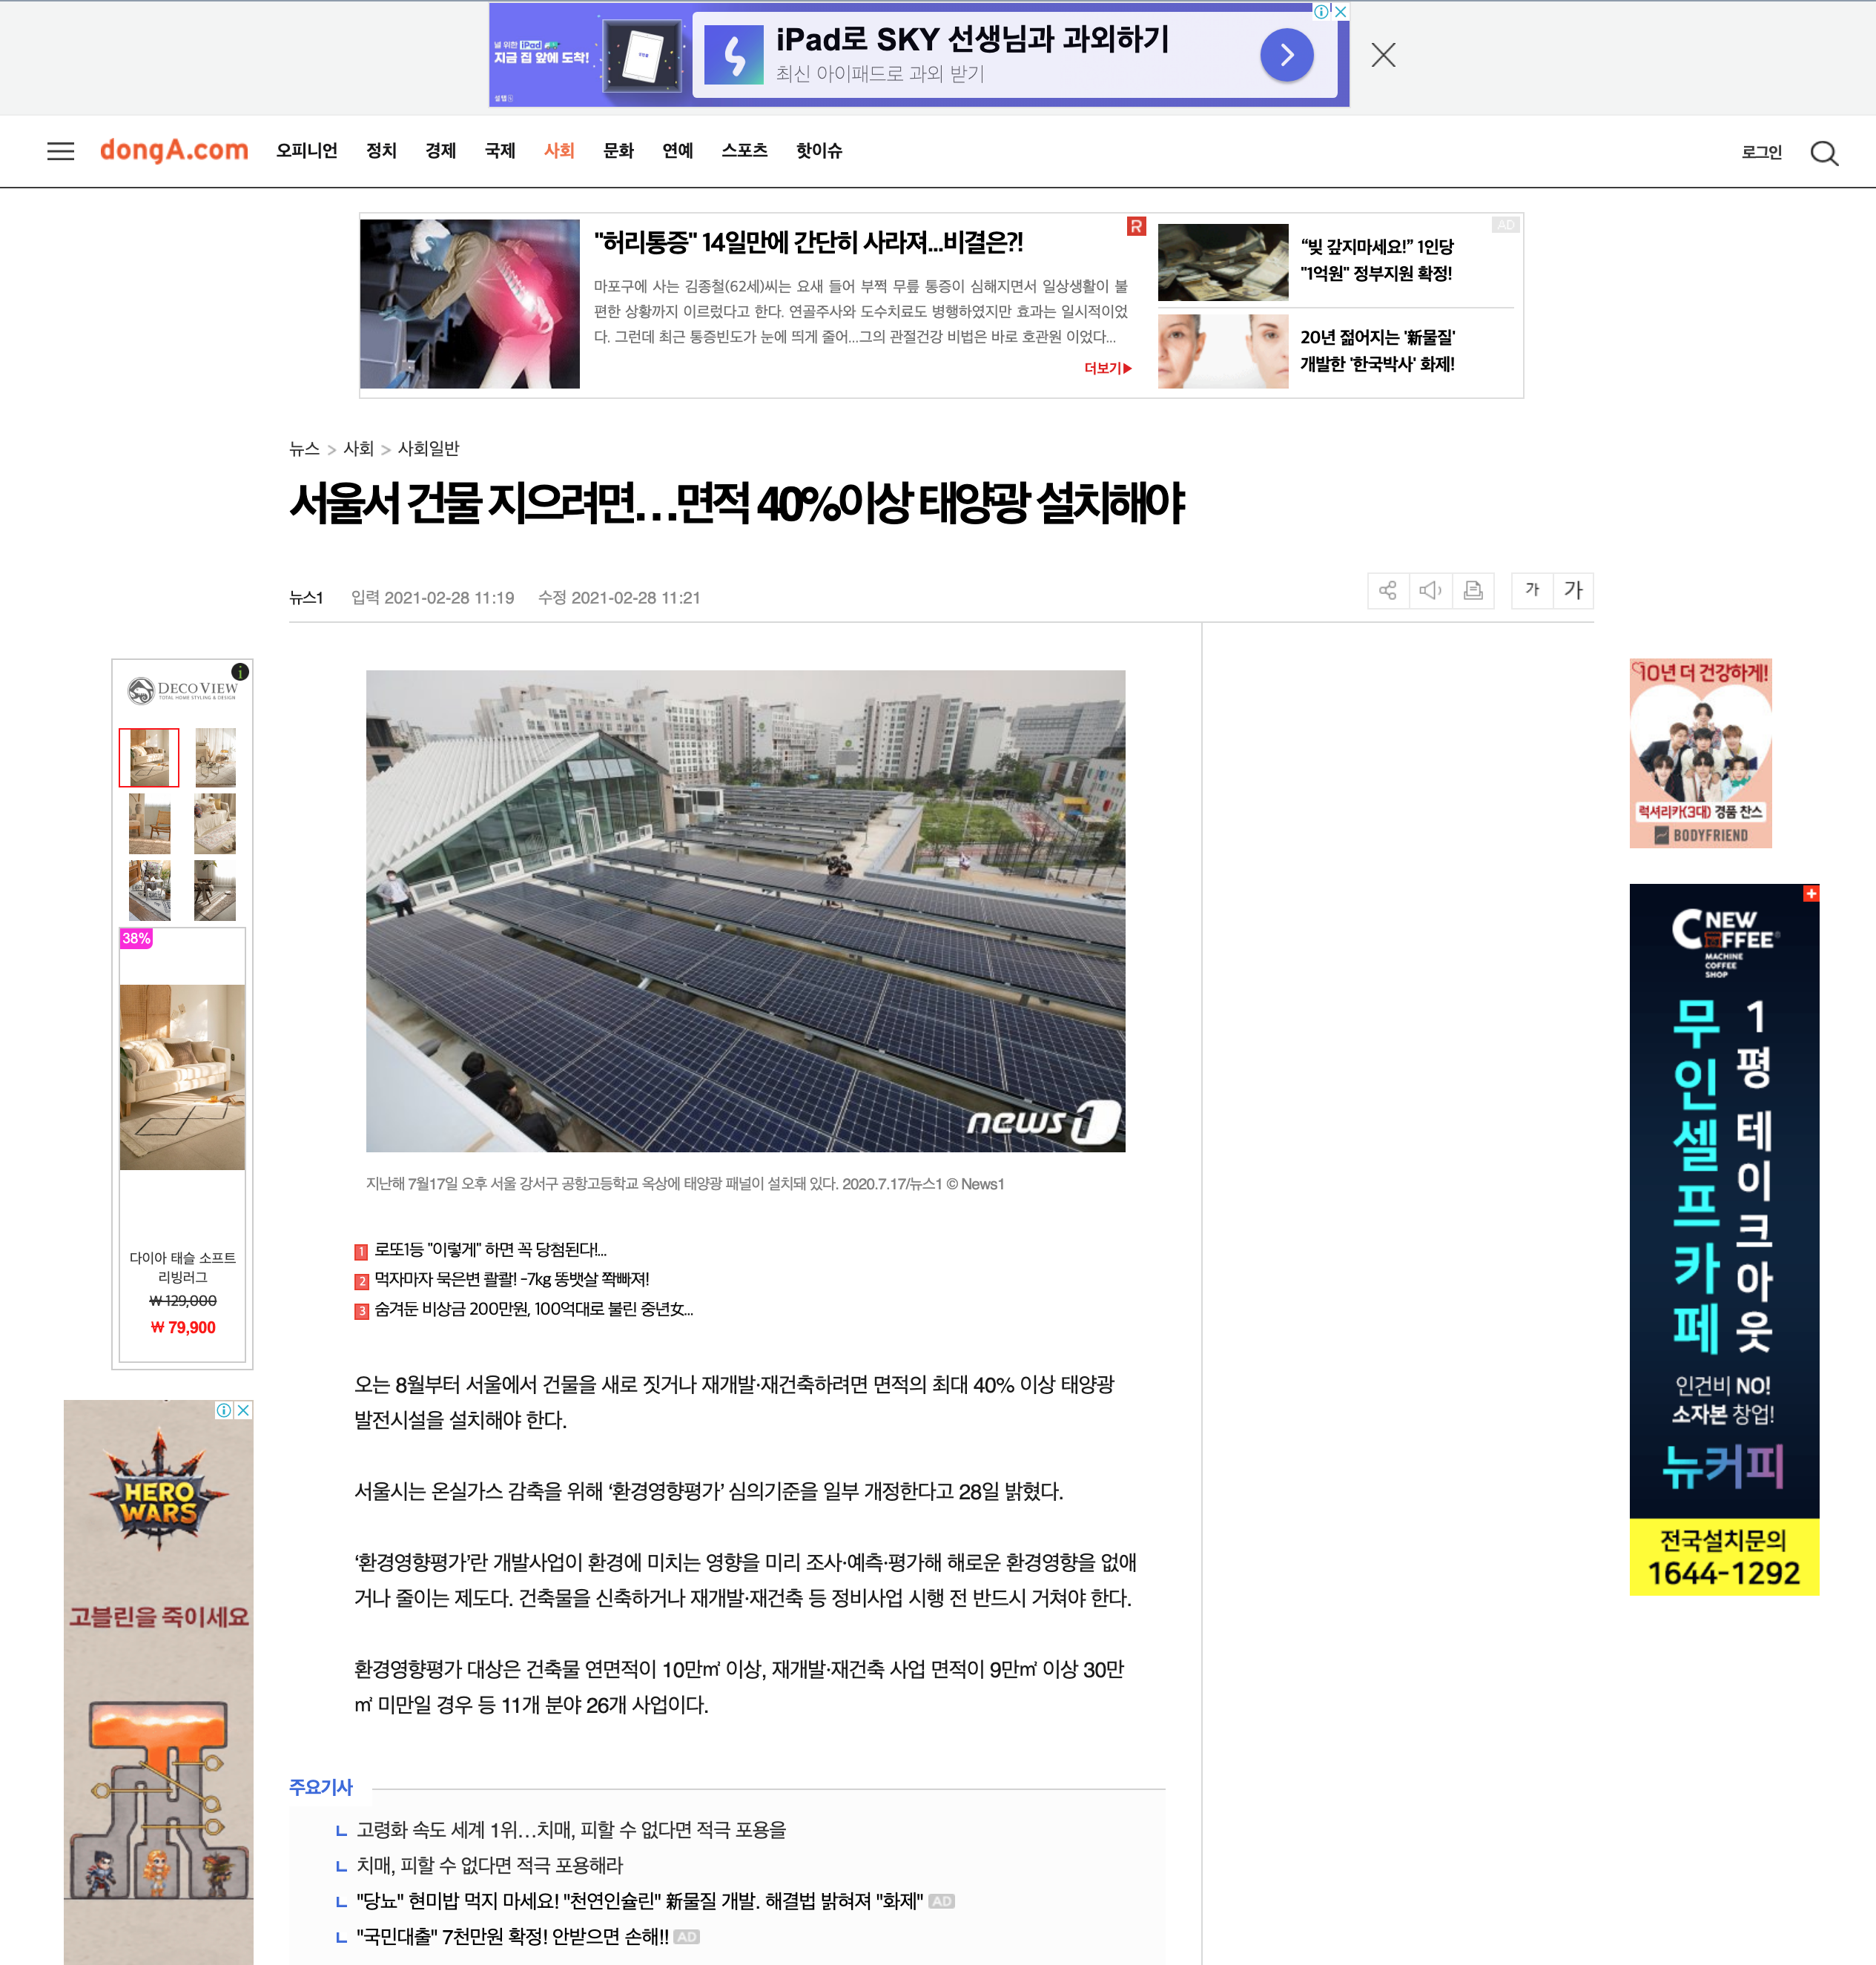 널 위한 iPad
지금 집 앞에 도착!
설탭
iPad로 SKY 선생님과 과외하기
최신 아이패드로 과외 받기
dongA.com 오피니언 정치 경제 국제 사회 문화 연예 스포츠 핫이슈 로그인
"허리통증" 14일만에 간단히 사라져...비결은?!
R
마포구에 사는 김종철(62세)씨는 요새 들어 부쩍 무릎 통증이 심해지면서 일상생활이 불
편한 상황까지 이르렀다고 한다. 연골주사와 도수치료도 병행하였지만 효과는 일시적이었
다. 그런데 최근 통증빈도가 눈에 띄게 줄어...그의 관절건강 비법은 바로 호관원 이었다...
더보기▶
AD
“빚 갚지마세요!” 1인당
"1억원" 정부지원 확정!
20년 젊어지는 '新물질'
개발한 '한국박사' 화제!
뉴스 > 사회 > 사회일반
서울서 건물 지으려면…면적 40%이상 태양광 설치해야
뉴스1 입력 2021-02-28 11:19 수정 2021-02-28 11:21
가 가
DECO VIEW
TOTAL HOME STYLING & DESIGN
38%
다이아 태슬 소프트
리빙러그
₩ 129,000
₩ 79,900
HERO
WARS
고블린을 죽이세요
news1
지난해 7월17일 오후 서울 강서구 공항고등학교 옥상에 태양광 패널이 설치돼 있다. 2020.7.17/뉴스1 © News1
1 로또1등 "이렇게" 하면 꼭 당첨된다!...
2 먹자마자 묵은변 콸콸! -7kg 똥뱃살 쫙빠져!
3 숨겨둔 비상금 200만원, 100억대로 불린 중년女...
오는 8월부터 서울에서 건물을 새로 짓거나 재개발·재건축하려면 면적의 최대 40% 이상 태양광
발전시설을 설치해야 한다.
서울시는 온실가스 감축을 위해 ‘환경영향평가’ 심의기준을 일부 개정한다고 28일 밝혔다.
‘환경영향평가’란 개발사업이 환경에 미치는 영향을 미리 조사·예측·평가해 해로운 환경영향을 없애
거나 줄이는 제도다. 건축물을 신축하거나 재개발·재건축 등 정비사업 시행 전 반드시 거쳐야 한다.
환경영향평가 대상은 건축물 연면적이 10만㎡ 이상, 재개발·재건축 사업 면적이 9만㎡ 이상 30만
㎡ 미만일 경우 등 11개 분야 26개 사업이다.
주요기사
고령화 속도 세계 1위…치매, 피할 수 없다면 적극 포용을
치매, 피할 수 없다면 적극 포용해라
"당뇨" 현미밥 먹지 마세요! "천연인슐린" 新물질 개발. 해결법 밝혀져 "화제" AD
"국민대출" 7천만원 확정! 안받으면 손해!! AD
10년 더 건강하게!
럭셔리카(3대) 경품 찬스
BODYFRIEND
NEW
COFFEE
MACHINE
COFFEE
SHOP
1평 테이크아웃
무인셀프카페
인건비 NO!
소자본 창업!
뉴커피
전국설치문의
1644-1292